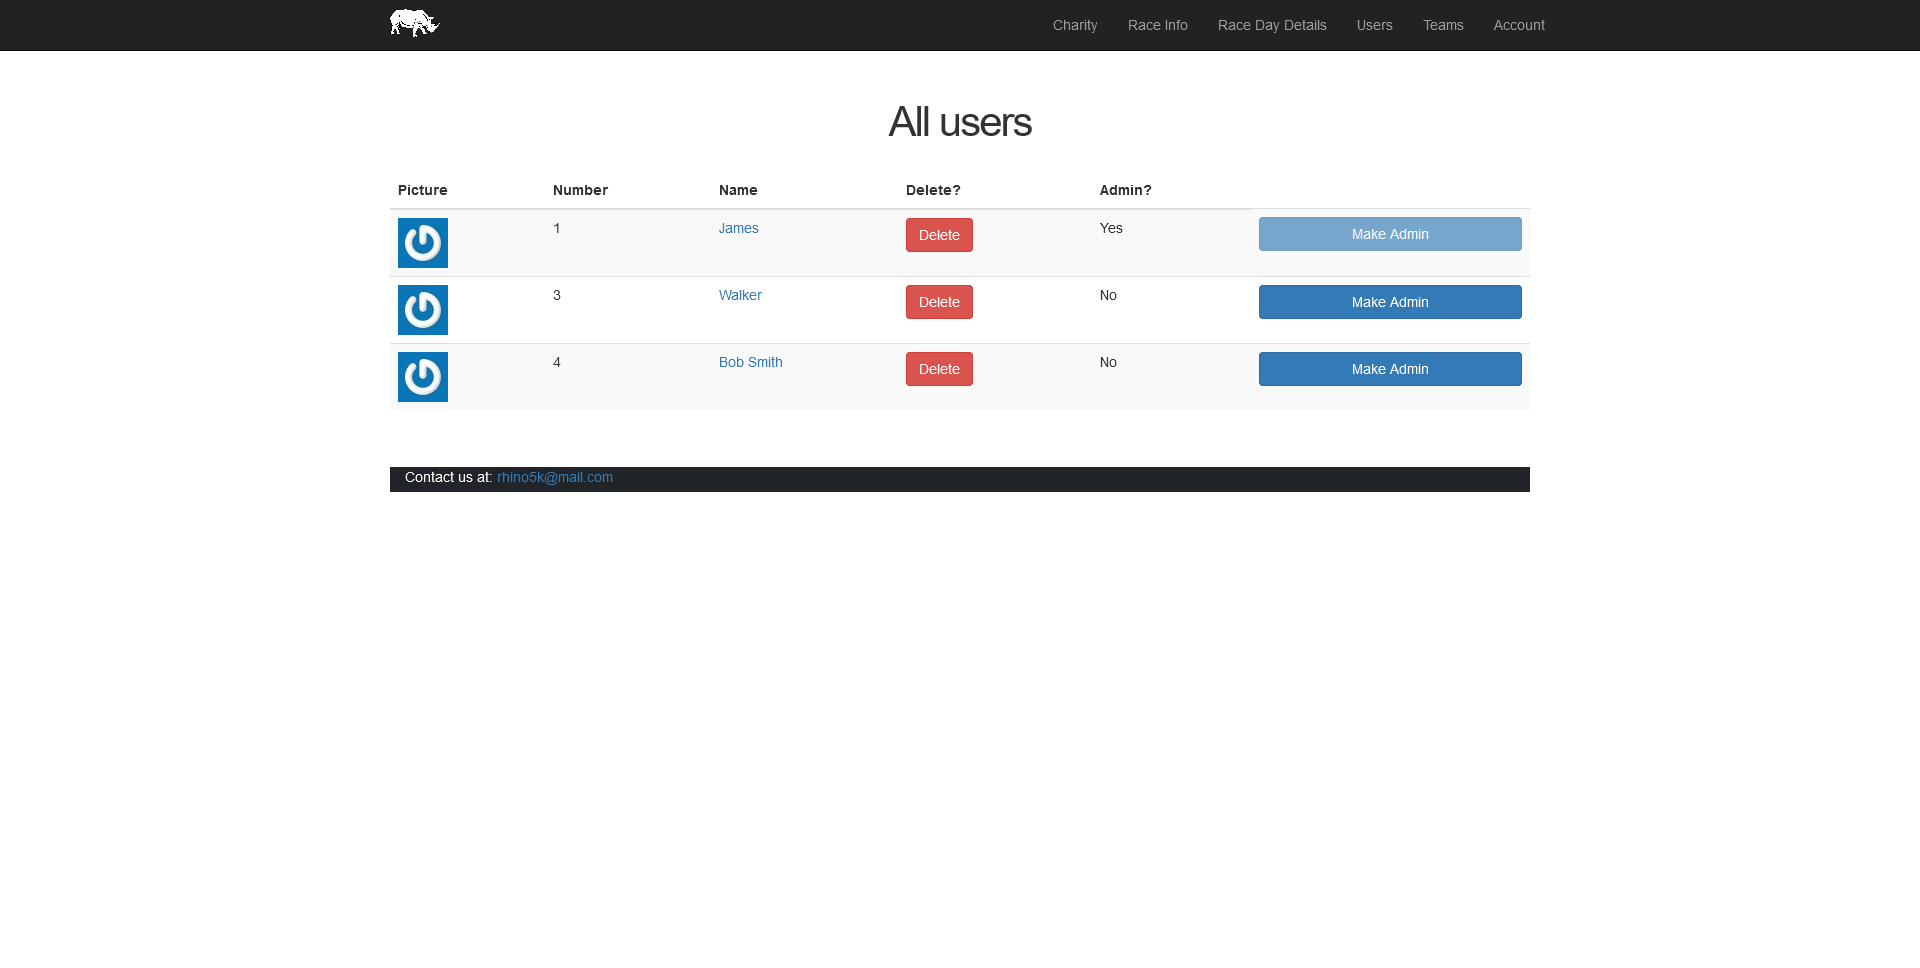 Charity Race Info Race Day Details Users Teams Account
All users
Picture Number Name Delete? Admin?
1 James Delete Yes Make Admin
3 Walker Delete No Make Admin
4 Bob Smith Delete No Make Admin
Contact us at: rhino5k@mail.com